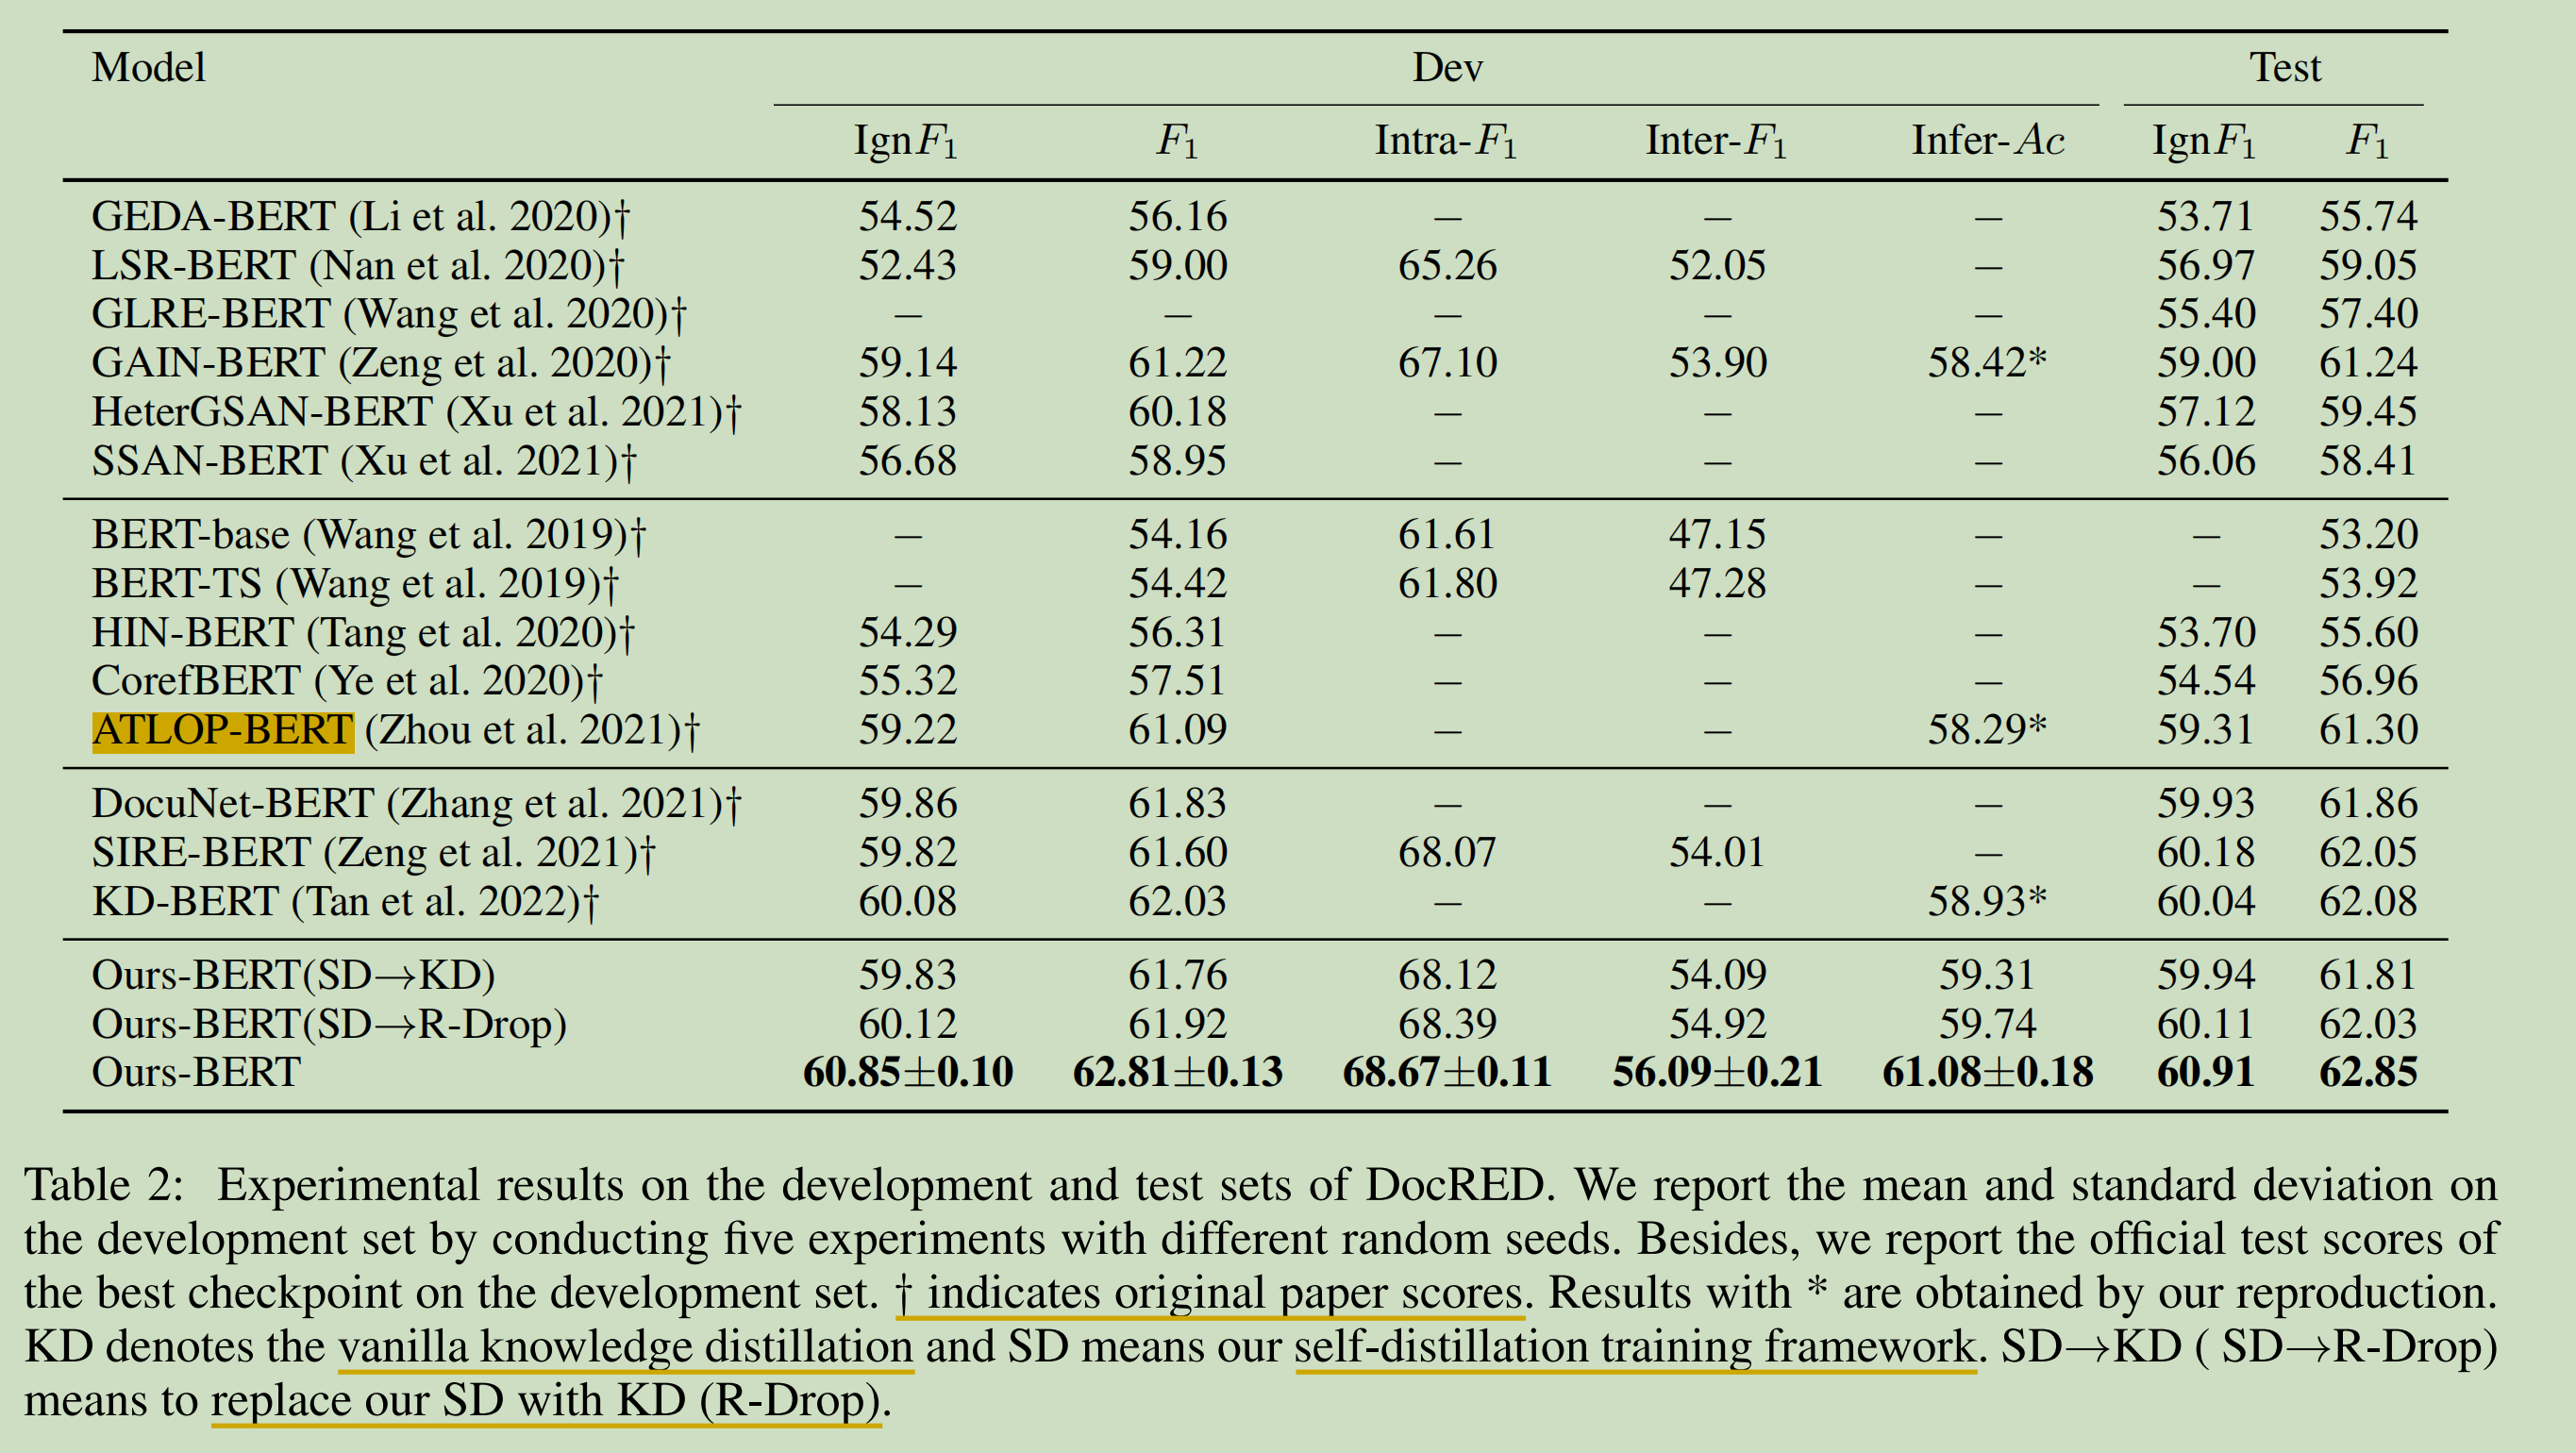 Model Dev Test
IgnF1 F1 Intra-F1 Inter-F1 Infer-Ac IgnF1 F1
GEDA-BERT (Li et al. 2020)† 54.52 56.16 – – – 53.71 55.74
LSR-BERT (Nan et al. 2020)† 52.43 59.00 65.26 52.05 – 56.97 59.05
GLRE-BERT (Wang et al. 2020)† – – – – – 55.40 57.40
GAIN-BERT (Zeng et al. 2020)† 59.14 61.22 67.10 53.90 58.42* 59.00 61.24
HeterGSAN-BERT (Xu et al. 2021)† 58.13 60.18 – – – 57.12 59.45
SSAN-BERT (Xu et al. 2021)† 56.68 58.95 – – – 56.06 58.41
BERT-base (Wang et al. 2019)† – 54.16 61.61 47.15 – – 53.20
BERT-TS (Wang et al. 2019)† – 54.42 61.80 47.28 – – 53.92
HIN-BERT (Tang et al. 2020)† 54.29 56.31 – – – 53.70 55.60
CorefBERT (Ye et al. 2020)† 55.32 57.51 – – – 54.54 56.96
ATLOP-BERT (Zhou et al. 2021)† 59.22 61.09 – – 58.29* 59.31 61.30
DocuNet-BERT (Zhang et al. 2021)† 59.86 61.83 – – – 59.93 61.86
SIRE-BERT (Zeng et al. 2021)† 59.82 61.60 68.07 54.01 – 60.18 62.05
KD-BERT (Tan et al. 2022)† 60.08 62.03 – – 58.93* 60.04 62.08
Ours-BERT(SD→KD) 59.83 61.76 68.12 54.09 59.31 59.94 61.81
Ours-BERT(SD→R-Drop) 60.12 61.92 68.39 54.92 59.74 60.11 62.03
Ours-BERT 60.85±0.10 62.81±0.13 68.67±0.11 56.09±0.21 61.08±0.18 60.91 62.85
Table 2: Experimental results on the development and test sets of DocRED. We report the mean and standard deviation on
the development set by conducting five experiments with different random seeds. Besides, we report the official test scores of
the best checkpoint on the development set. † indicates original paper scores. Results with * are obtained by our reproduction.
KD denotes the vanilla knowledge distillation and SD means our self-distillation training framework. SD→KD ( SD→R-Drop)
means to replace our SD with KD (R-Drop).